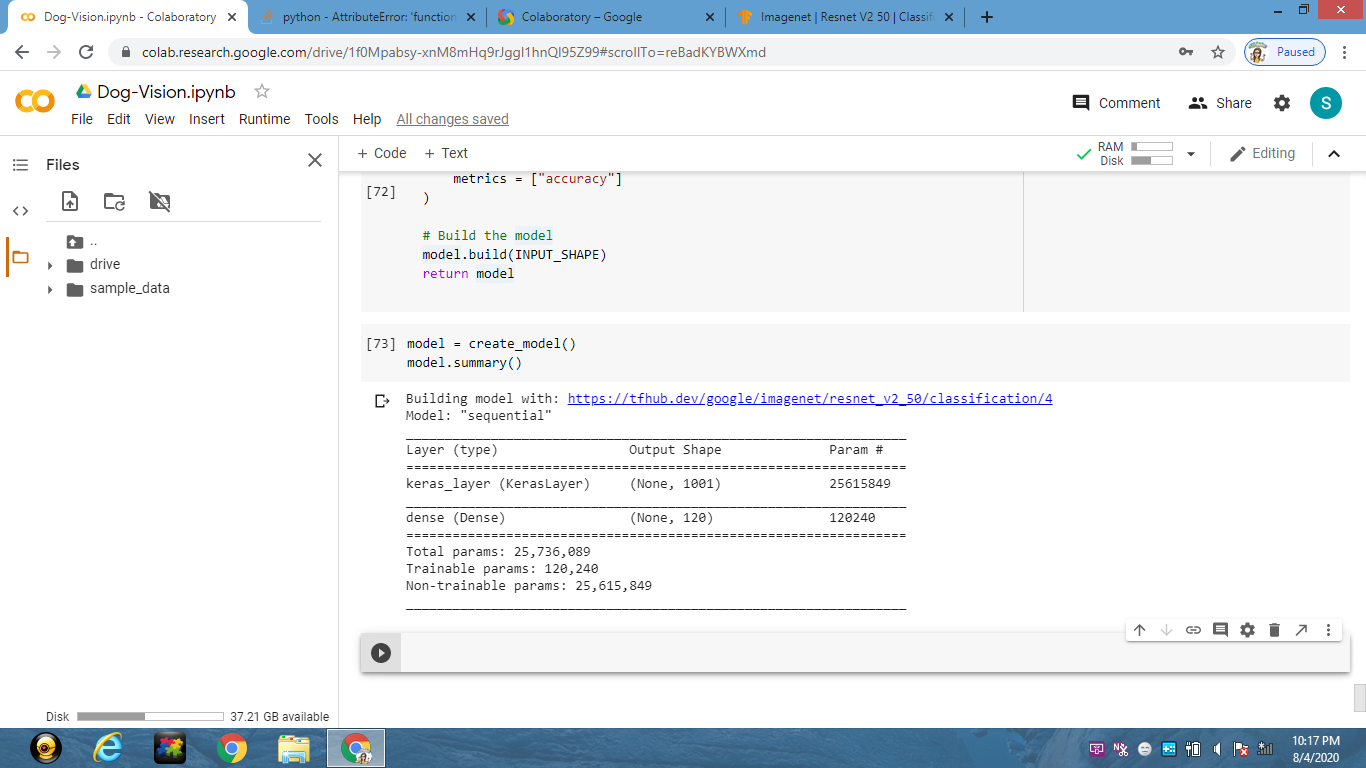 Dog-Vision.ipynb - Colaboratory
python - AttributeError: 'function
Colaboratory – Google
Imagenet | Resnet V2 50 | Classifi
colab.research.google.com/drive/1f0Mpabsy-xnM8mHq9rJggI1hnQl95Z99#scrollTo=reBadKYBWXmd
Paused
Dog-Vision.ipynb
File Edit View Insert Runtime Tools Help All changes saved
Comment
Share
S
Files
+ Code + Text
RAM
Disk
Editing
..
drive
sample_data
[72]
metrics = ["accuracy"]
)
# Build the model
model.build(INPUT_SHAPE)
return model
[73] model = create_model()
model.summary()
Building model with: https://tfhub.dev/google/imagenet/resnet_v2_50/classification/4
Model: "sequential"
_________________________________________________________________
Layer (type) Output Shape Param #
=================================================================
keras_layer (KerasLayer) (None, 1001) 25615849
_________________________________________________________________
dense (Dense) (None, 120) 120240
=================================================================
Total params: 25,736,089
Trainable params: 120,240
Non-trainable params: 25,615,849
_________________________________________________________________
Disk 37.21 GB available
10:17 PM
8/4/2020